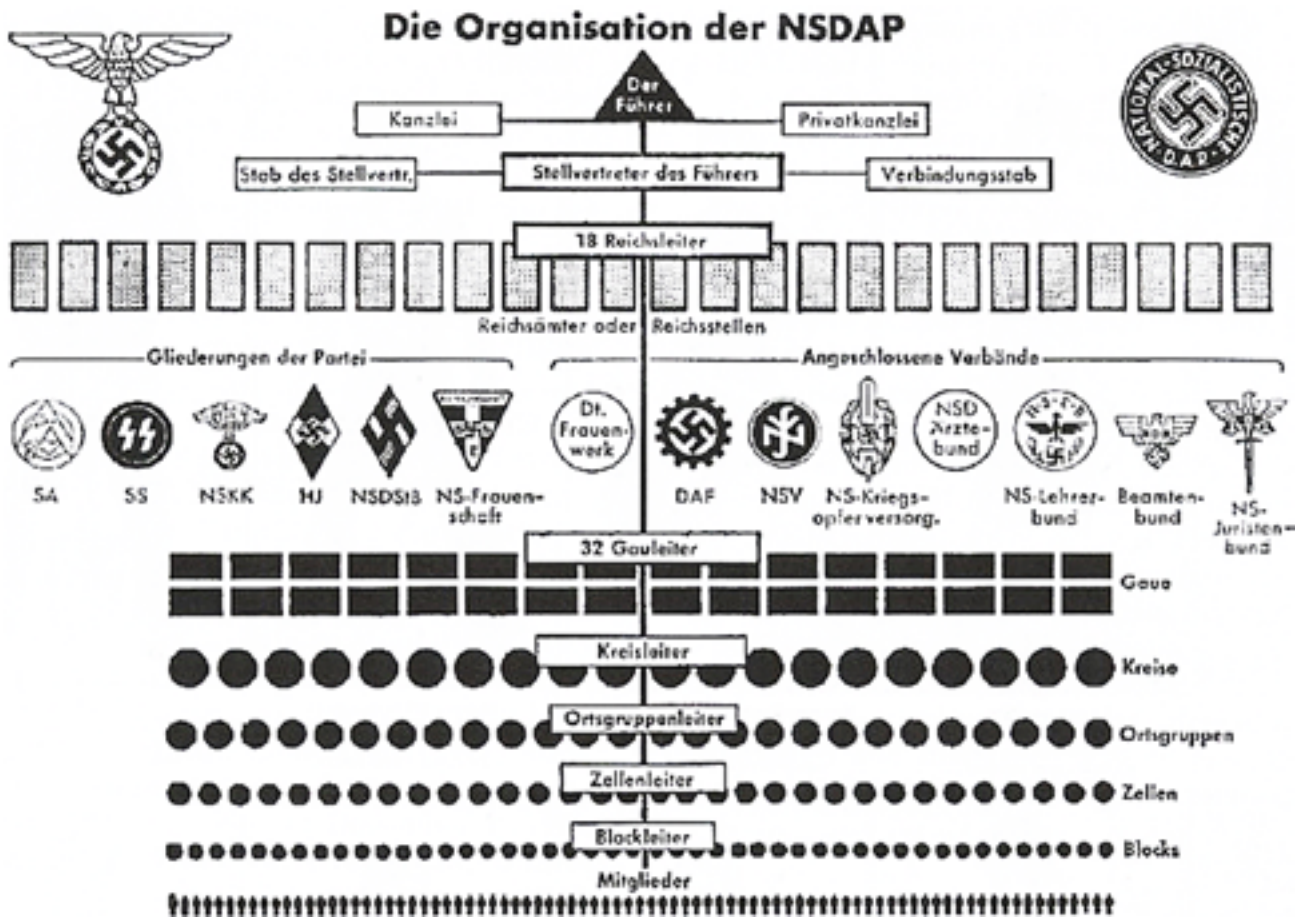 Die Organisation der NSDAP
Der
Führer
Kanzlei
Privatkanzlei
NATIONAL-SOZIALISTISCHE
D.A.P.
Stab des Stellvertr.
Stellvertreter des Führers
Verbindungsstab
18 Reichsleiter
Reichsämter oder Reichsstellen
Gliederungen der Partei
Angeschlossene Verbände
Dt.
Frauen-
werk
NSD
Ärzte-
bund
SA
SS
NSKK
HJ
NSDStB
NS-Frauen-
schaft
DAF
NSV
NS-Kriegs-
opferversorg.
NS-Lehrer-
bund
Beamten-
bund
NS-
Juristen-
bund
32 Gauleiter
Gaue
Kreisleiter
Kreise
Ortsgruppenleiter
Ortsgruppen
Zellenleiter
Zellen
Blockleiter
Blocks
Mitglieder